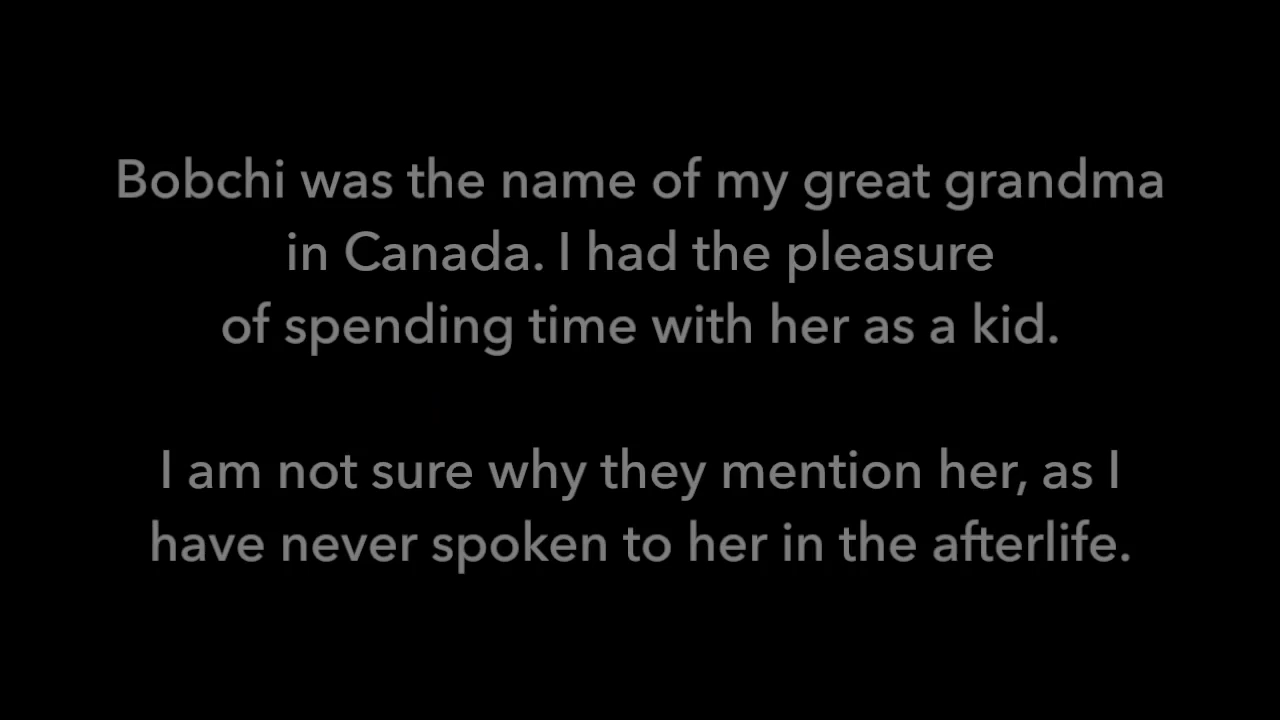 Bobchi was the name of my great grandma
in Canada. I had the pleasure
of spending time with her as a kid.
I am not sure why they mention her, as I
have never spoken to her in the afterlife.